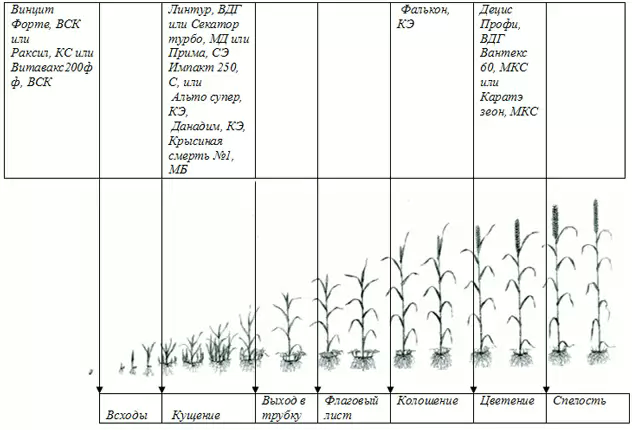 Винцит
Форте, ВСК
или
Раксил, КС или
Витавакс200ф
ф, ВСК
Линтур, ВДГ
или Секатор
турбо, МД или
Прима, СЭ
Импакт 250,
С, или
Альто супер,
КЭ,
Данадим, КЭ,
Крысиная
смерть №1,
МБ
Фалькон,
КЭ
Децис
Профи,
ВДГ
Вантекс
60, МКС
или
Каратэ
зеон, МКС
Всходы
Кущение
Выход в
трубку
Флаговый
лист
Колошение
Цветение
Спелость